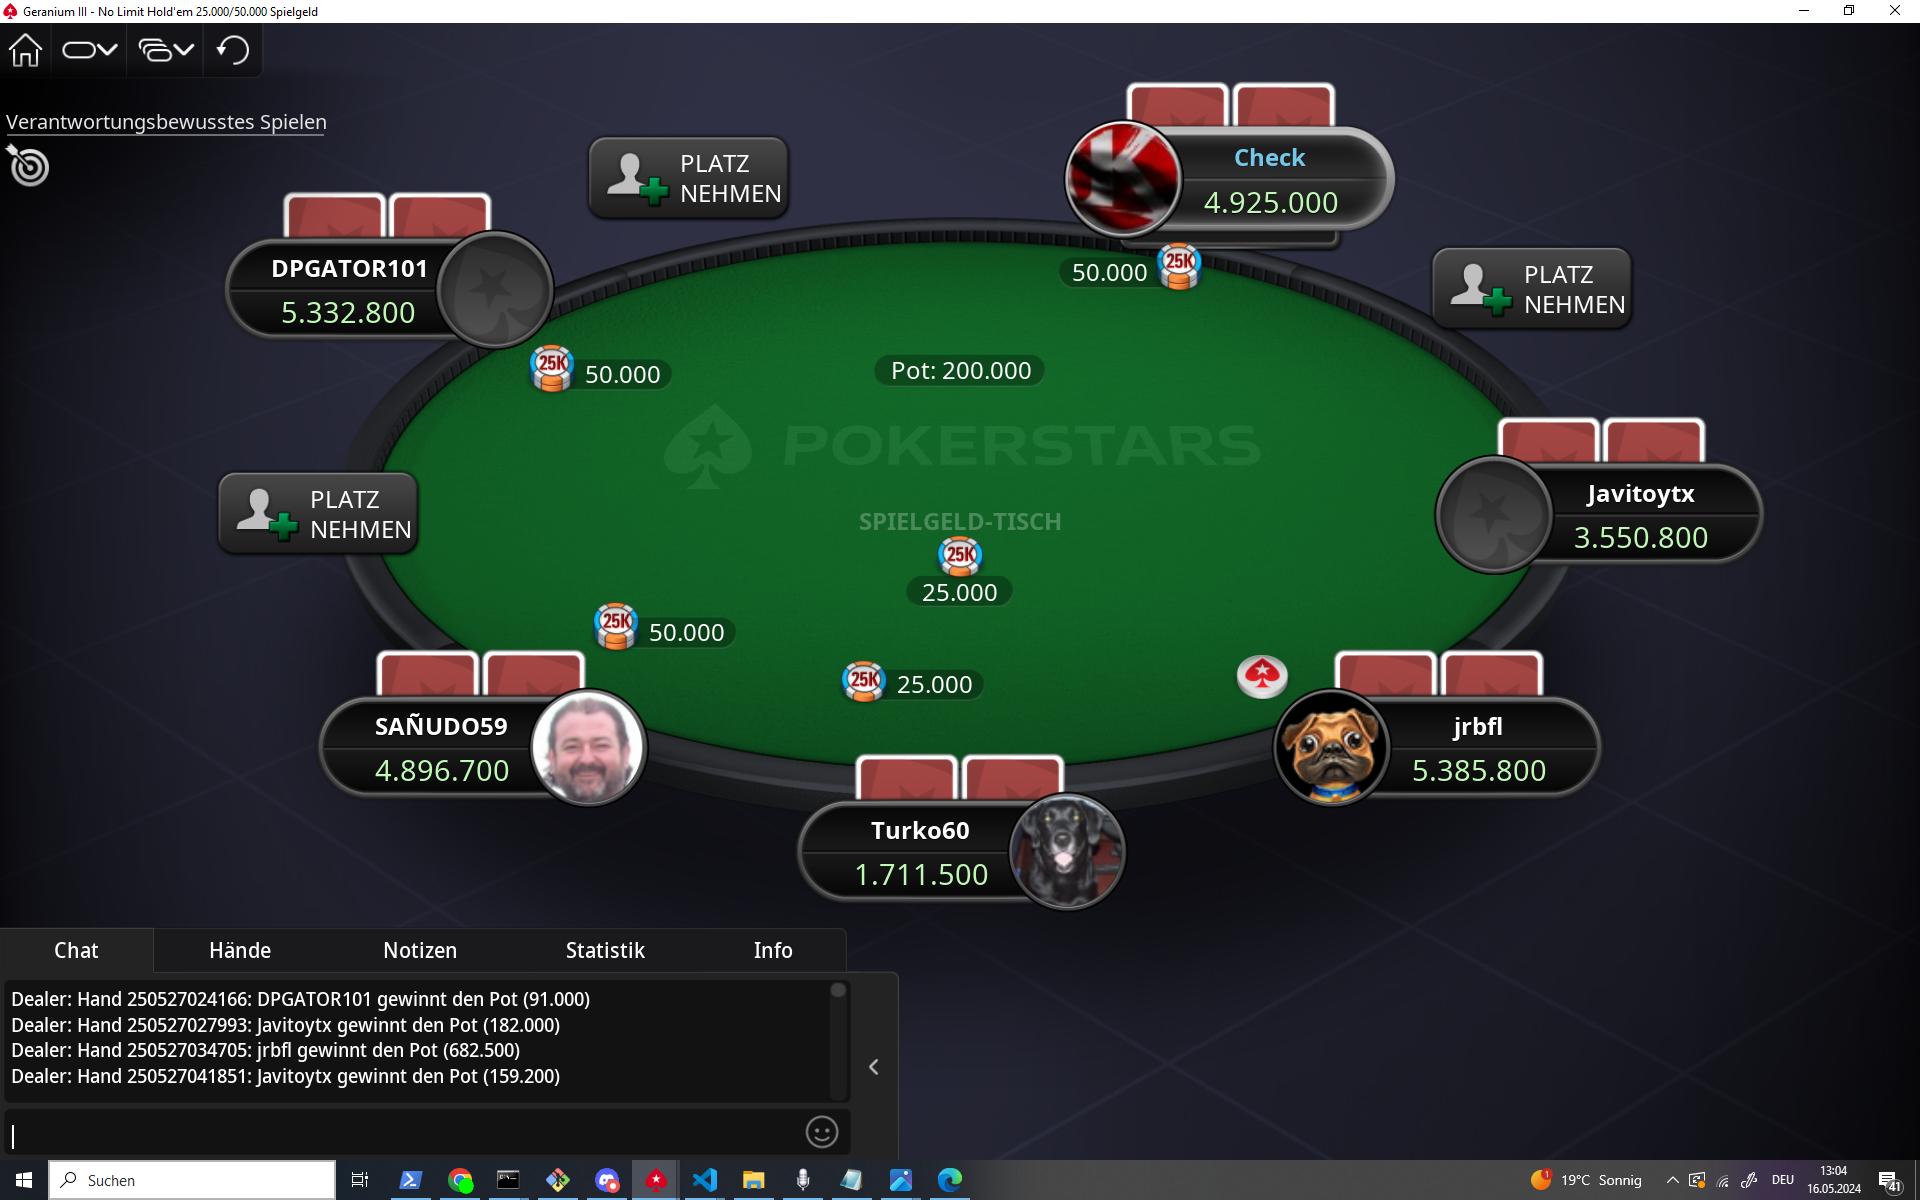 Geranium III - No Limit Hold'em 25.000/50.000 Spielgeld
Verantwortungsbewusstes Spielen
PLATZ
NEHMEN
Check
4.925.000
DPGATOR101
5.332.800
50.000
25K
PLATZ
NEHMEN
25K
50.000
Pot: 200.000
POKERSTARS
Javitoytx
3.550.800
PLATZ
NEHMEN
SPIELGELD-TISCH
25K
25.000
25K
50.000
25K
25.000
SAÑUDO59
4.896.700
jrbfl
5.385.800
Turko60
1.711.500
Chat
Hände
Notizen
Statistik
Info
Dealer: Hand 250527024166: DPGATOR101 gewinnt den Pot (91.000)
Dealer: Hand 250527027993: Javitoytx gewinnt den Pot (182.000)
Dealer: Hand 250527034705: jrbfl gewinnt den Pot (682.500)
Dealer: Hand 250527041851: Javitoytx gewinnt den Pot (159.200)
Suchen
1
19°C Sonnig
DEU
13:04
16.05.2024
41